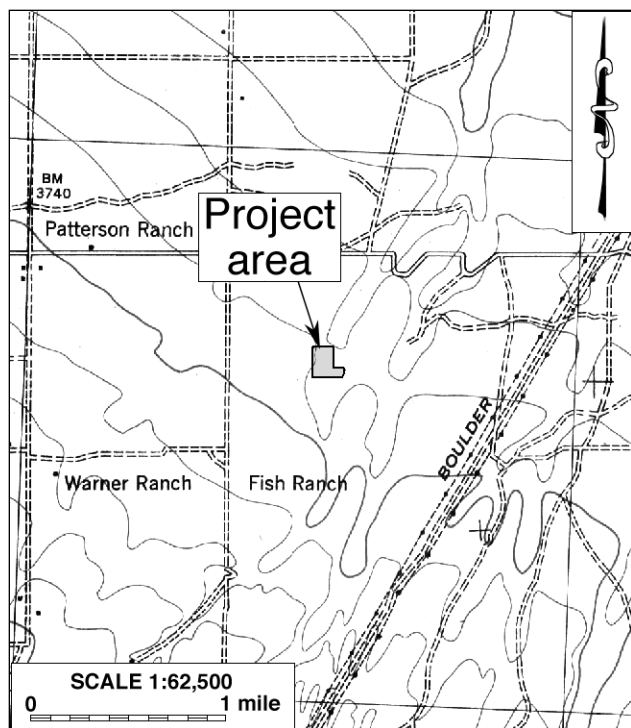 BM
3740
Patterson Ranch
Project
area
BOULDER
Warner Ranch
Fish Ranch
SCALE 1:62,500
0 1 mile